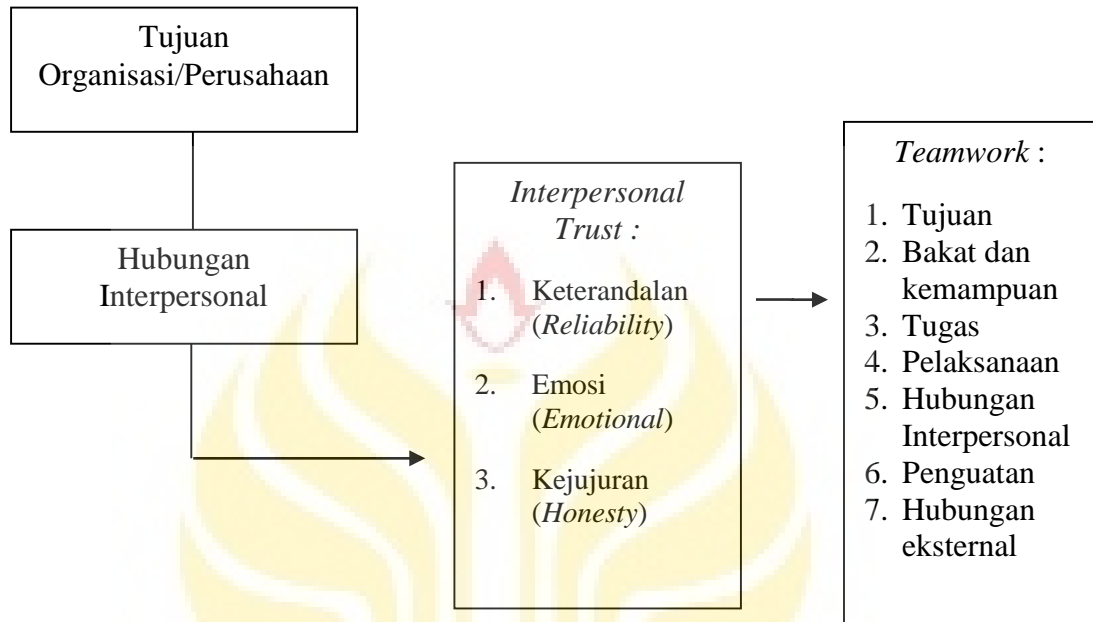 Tujuan
Organisasi/Perusahaan
Hubungan
Interpersonal
Interpersonal
Trust :
1. Keterandalan
(Reliability)
2. Emosi
(Emotional)
3. Kejujuran
(Honesty)
Teamwork :
1. Tujuan
2. Bakat dan
kemampuan
3. Tugas
4. Pelaksanaan
5. Hubungan
Interpersonal
6. Penguatan
7. Hubungan
eksternal